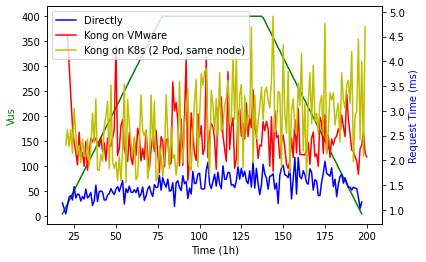 Directly
Kong on VMware
Kong on K8s (2 Pod, same node)
400
350
300
250
200
150
100
50
0
Vus
5.0
4.5
4.0
3.5
3.0
2.5
2.0
1.5
1.0
Request Time (ms)
25 50 75 100 125 150 175 200
Time (1h)